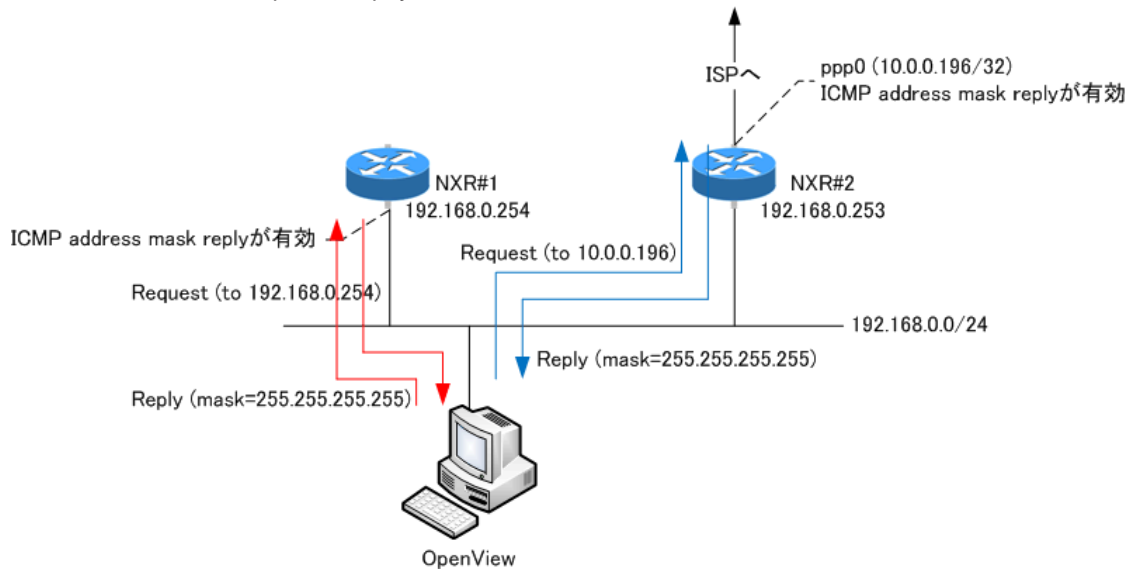 ISPへ
ppp0 (10.0.0.196/32)
ICMP address mask replyが有効
NXR#1
192.168.0.254
NXR#2
192.168.0.253
ICMP address mask replyが有効
Request (to 10.0.0.196)
Request (to 192.168.0.254)
192.168.0.0/24
Reply (mask=255.255.255.255)
Reply (mask=255.255.255.255)
OpenView